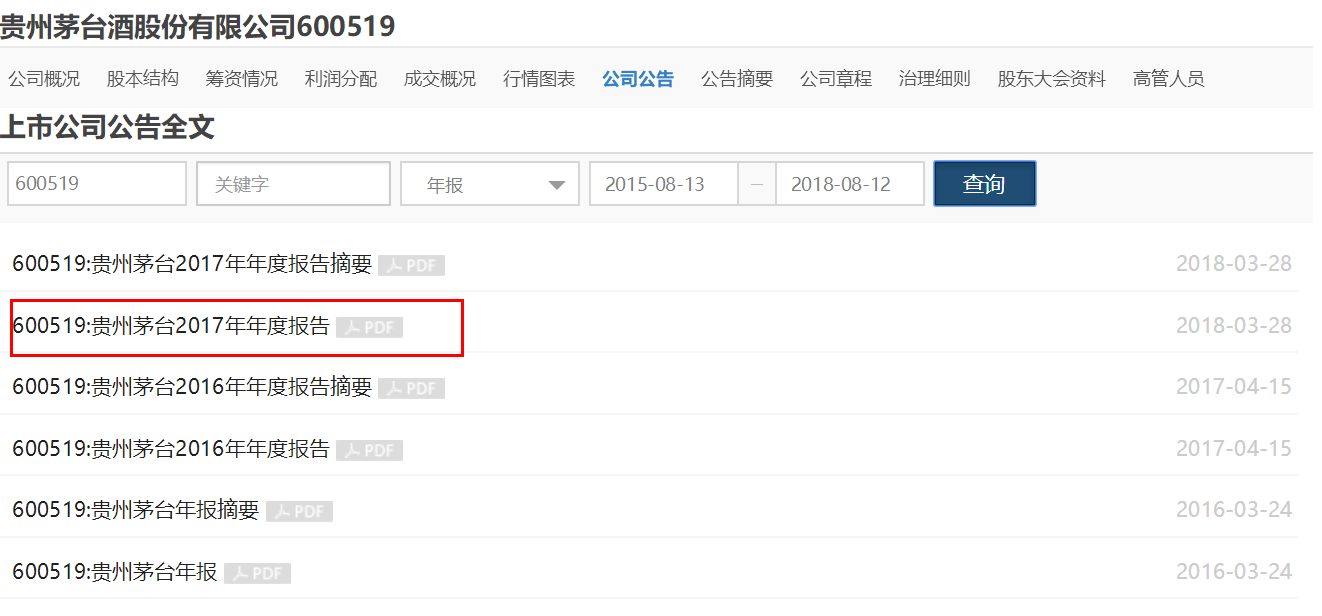 贵州茅台酒股份有限公司600519
公司概况 股本结构 筹资情况 利润分配 成交概况 行情图表 公司公告 公告摘要 公司章程 治理细则 股东大会资料 高管人员
上市公司公告全文
600519 关键字 年报 2015-08-13 — 2018-08-12 查询
600519:贵州茅台2017年年度报告摘要 PDF 2018-03-28
600519:贵州茅台2017年年度报告 PDF 2018-03-28
600519:贵州茅台2016年年度报告摘要 PDF 2017-04-15
600519:贵州茅台2016年年度报告 PDF 2017-04-15
600519:贵州茅台年报摘要 PDF 2016-03-24
600519:贵州茅台年报 PDF 2016-03-24